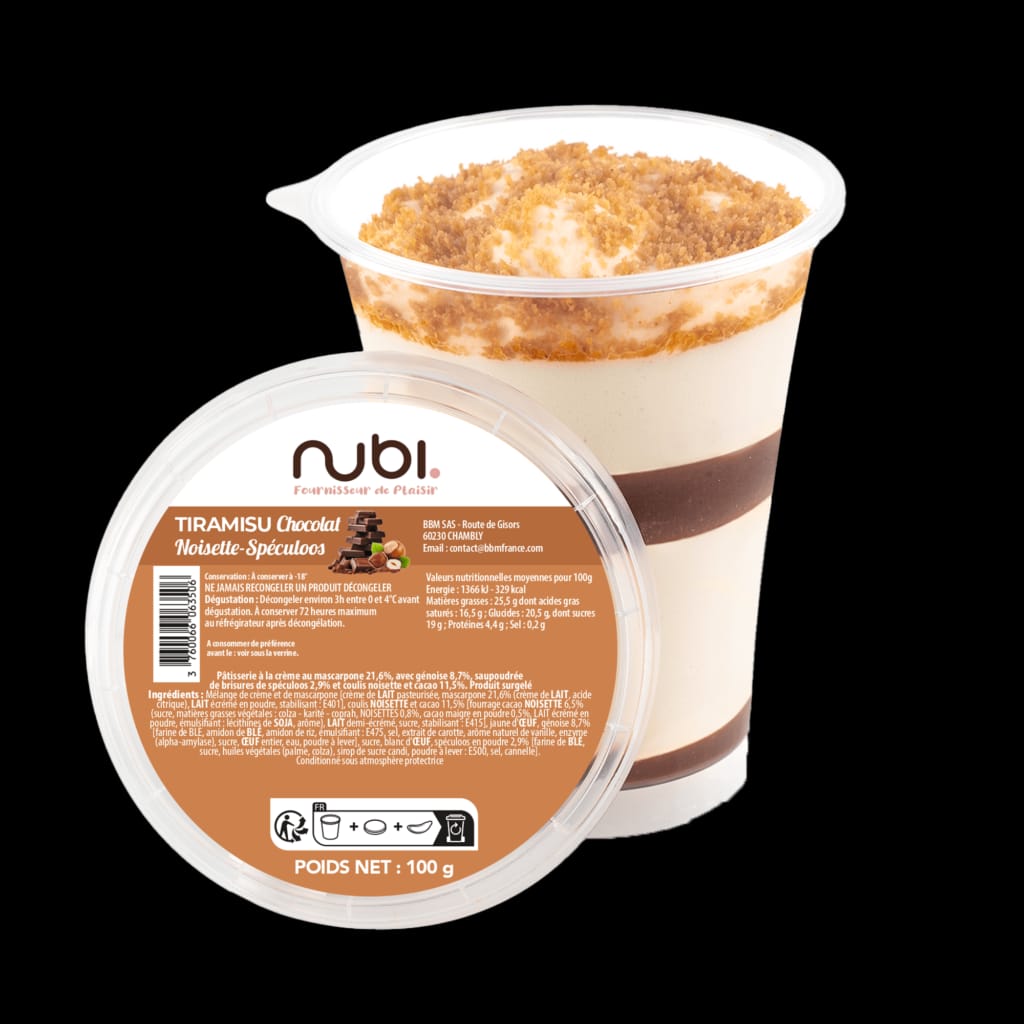 nubi.
Fournisseur de Plaisir
TIRAMISU Chocolat
Noisette-Spéculoos
BBM SAS - Route de Gisors
60230 CHAMBLY
Email : contact@bbmfrance.com
Conservation : À conserver à -18°
NE JAMAIS RECONGELER UN PRODUIT DÉCONGELER
Dégustation : Décongeler environ 3h entre 0 et 4°C avant
dégustation. À conserver 72 heures maximum
au réfrigérateur après décongélation.
A consommer de préférence
avant le : voir sous la verrine.
3 760066 063506
Valeurs nutritionnelles moyennes pour 100g
Energie : 1366 kJ - 329 kcal
Matières grasses : 25,5 g dont acides gras
saturés : 16,5 g ; Glucides : 20,5 g, dont sucres
19 g ; Protéines 4,4 g ; Sel : 0,2 g
Pâtisserie à la crème au mascarpone 21,6%, avec génoise 8,7%, saupoudrée
de brisures de spéculoos 2,9% et coulis noisette et cacao 11,5%. Produit surgelé
Ingrédients : Mélange de crème et de mascarpone [crème de LAIT pasteurisée, mascarpone 21,6% (crème de LAIT, acide
citrique), LAIT écrémé en poudre, stabilisant : E401], coulis NOISETTE et cacao 11,5% [fourrage cacao NOISETTE 6,5%
(sucre, matières grasses végétales : colza - karité - coprah, NOISETTES 0,8%, cacao maigre en poudre 0,5%, LAIT écrémé en
poudre, émulsifiant : lécithines de SOJA, arôme), LAIT demi-écrémé, sucre, stabilisant : E415], jaune d'ŒUF, génoise 8,7%
[farine de BLÉ, amidon de BLÉ, amidon de riz, émulsifiant : E475, sel, extrait de carotte, arôme naturel de vanille, enzyme
(alpha-amylase), sucre, ŒUF entier, eau, poudre à lever], sucre, blanc d'ŒUF, spéculoos en poudre 2,9% [farine de BLÉ,
sucre, huiles végétales (palme, colza), sirop de sucre candi, poudre à lever : E500, sel, cannelle].
Conditionné sous atmosphère protectrice
FR
POIDS NET : 100 g